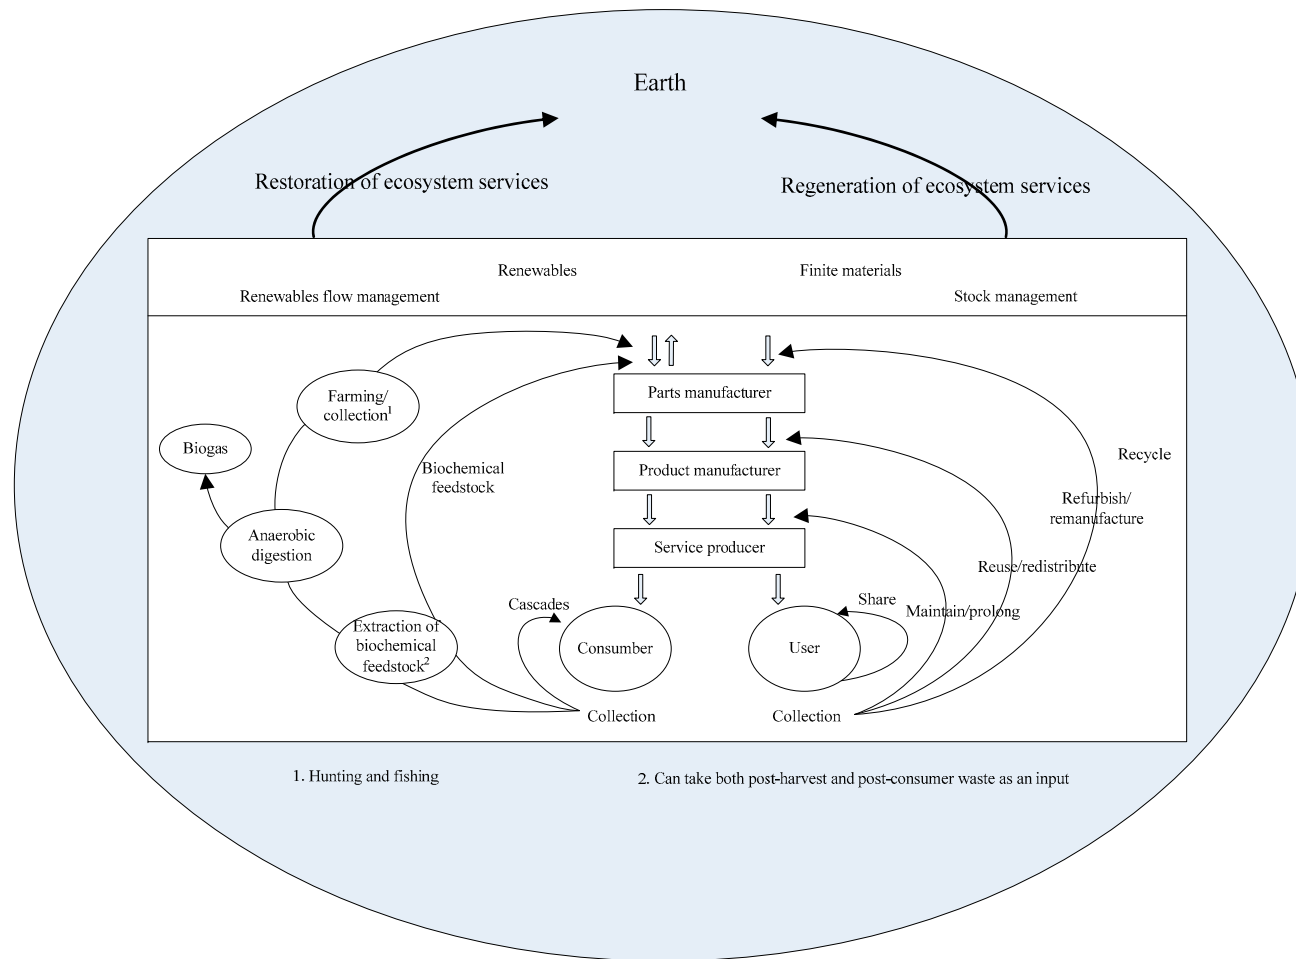 Earth
Restoration of ecosystem services
Regeneration of ecosystem services
Renewables
Finite materials
Renewables flow management
Stock management
Farming/
collection¹
Parts manufacturer
Biogas
Biochemical
feedstock
Product manufacturer
Recycle
Refurbish/
remanufacture
Anaerobic
digestion
Service producer
Reuse/redistribute
Cascades
Share
Maintain/prolong
Extraction of
biochemical
feedstock²
Consumber
User
Collection
Collection
1. Hunting and fishing
2. Can take both post-harvest and post-consumer waste as an input